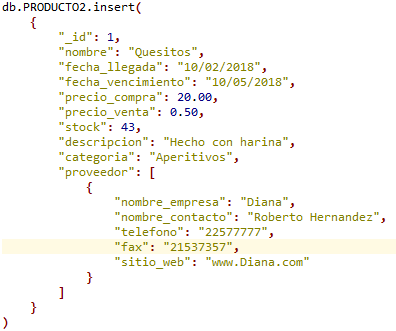 db.PRODUCTO2.insert(
{
"_id": 1,
"nombre": "Quesitos",
"fecha_llegada": "10/02/2018",
"fecha_vencimiento": "10/05/2018",
"precio_compra": 20.00,
"precio_venta": 0.50,
"stock": 43,
"descripcion": "Hecho con harina",
"categoria": "Aperitivos",
"proveedor": [
{
"nombre_empresa": "Diana",
"nombre_contacto": "Roberto Hernandez",
"telefono": "22577777",
"fax": "21537357",
"sitio_web": "www.Diana.com"
}
]
}
)